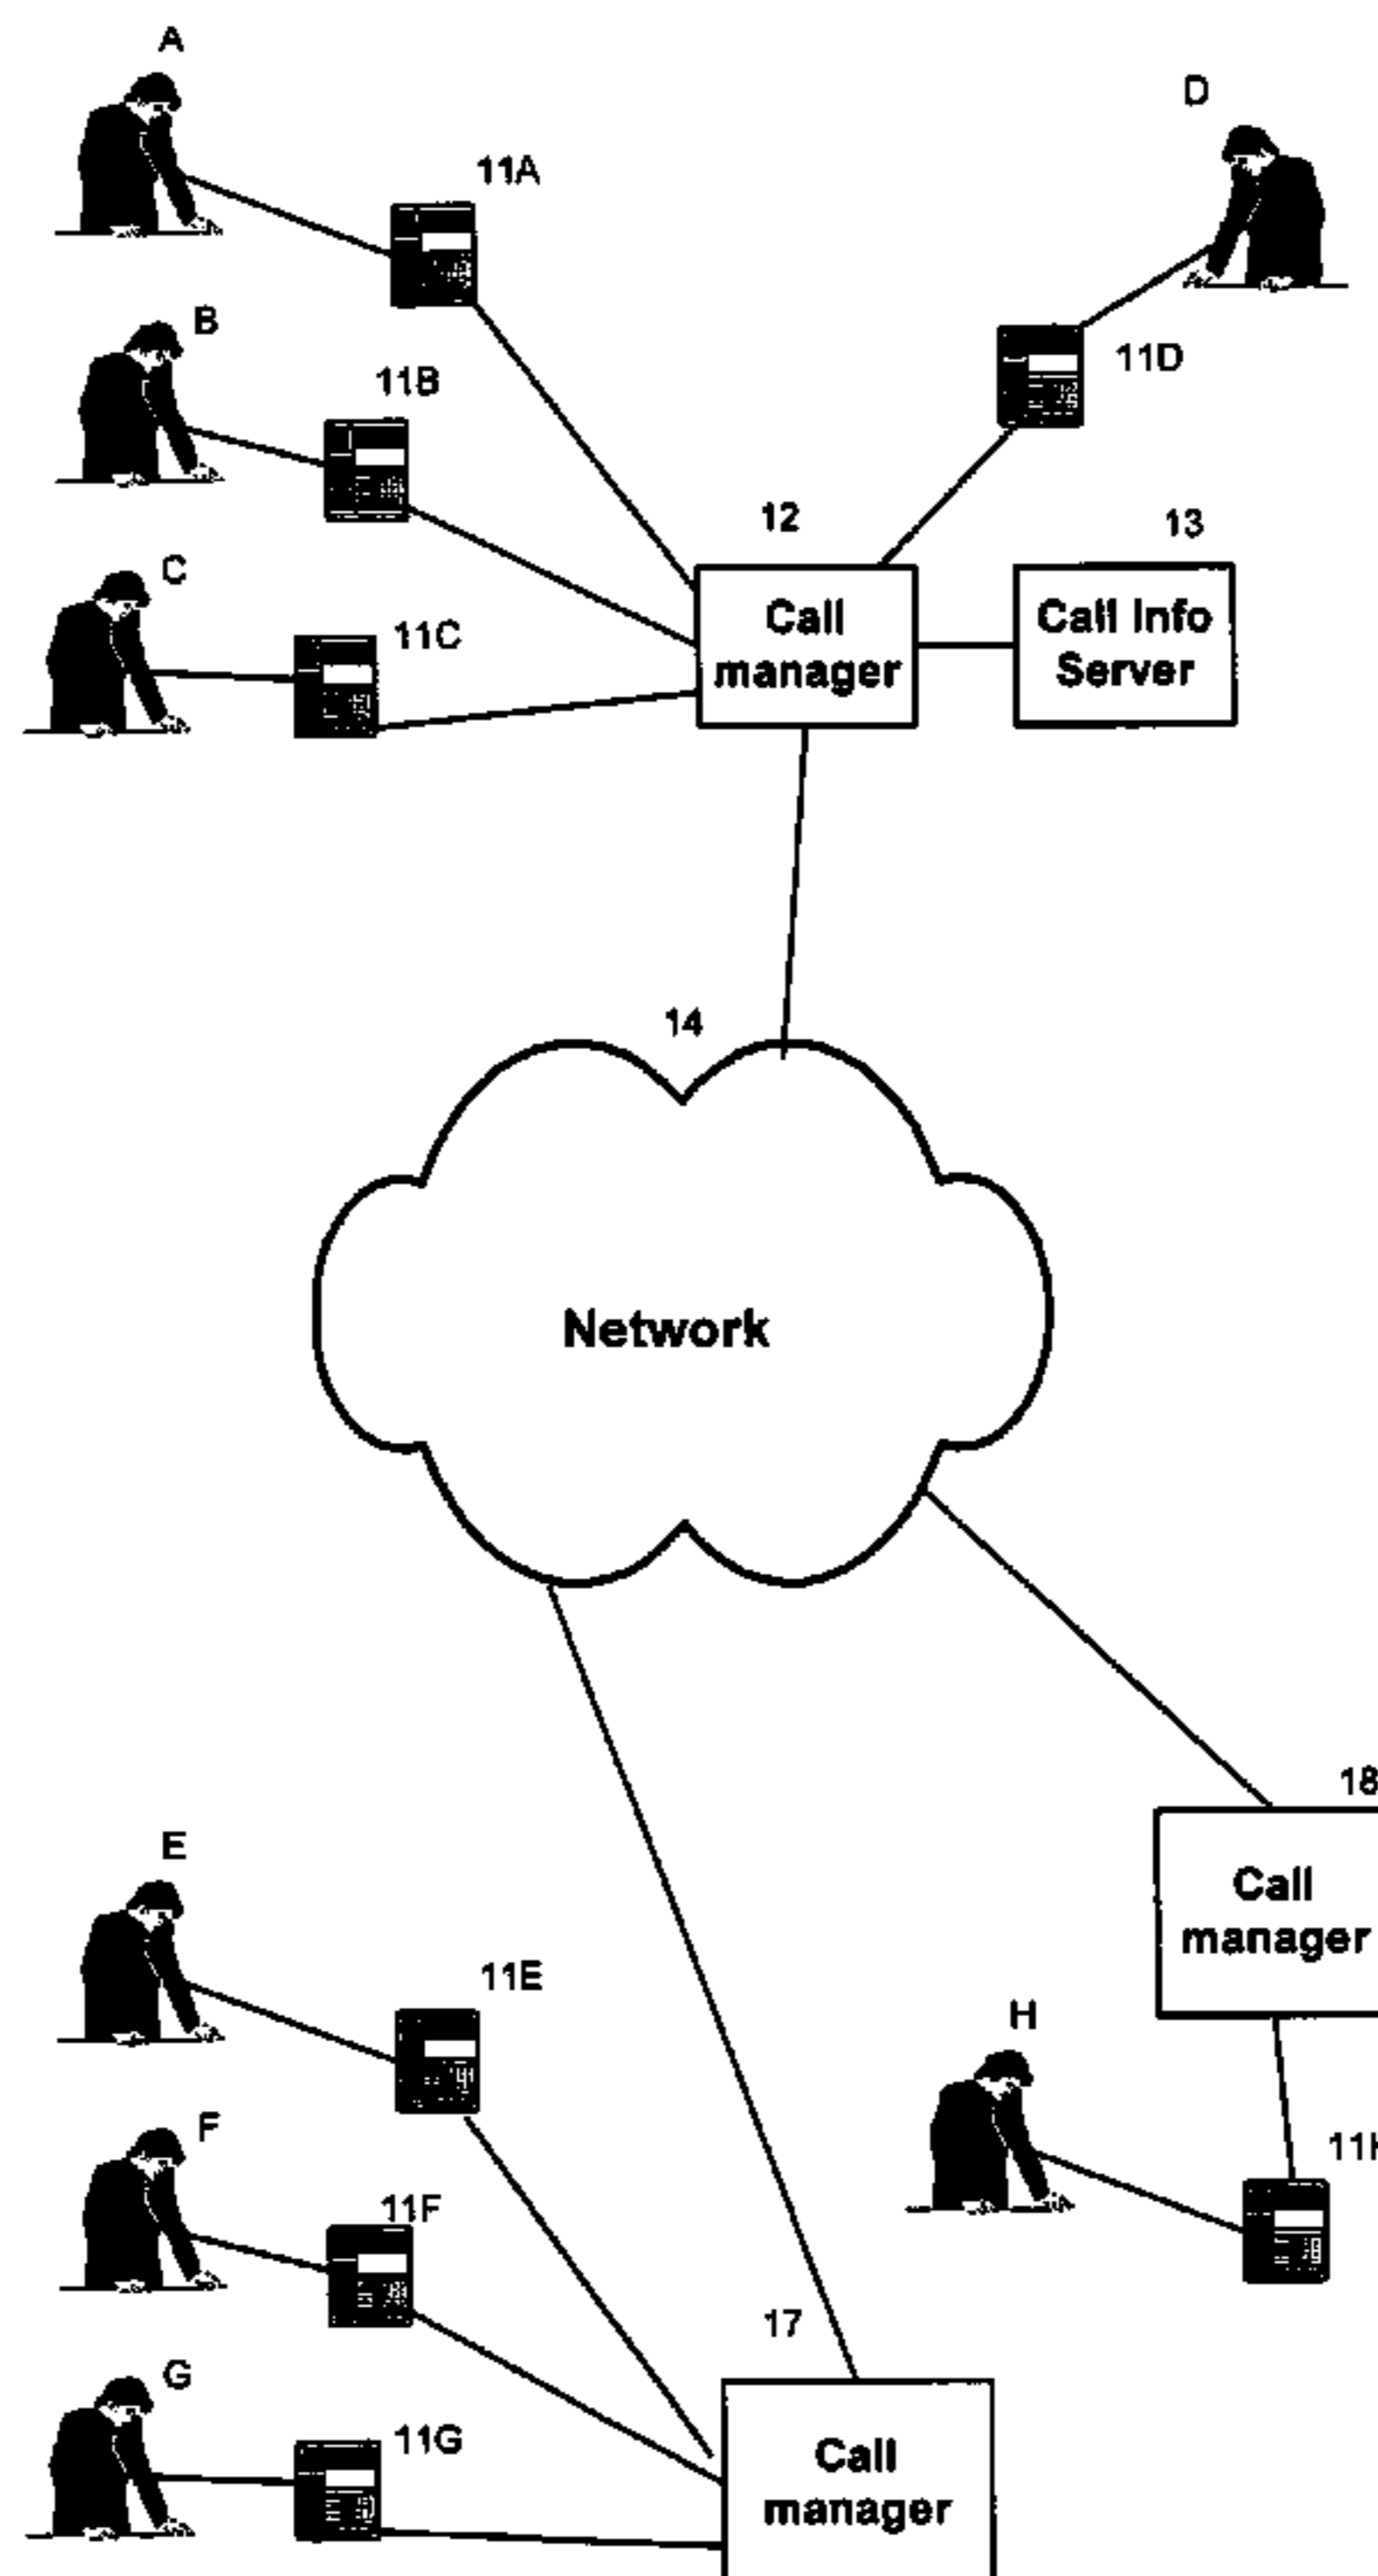 A
D
11A
B
11D
11B
12
13
C
Call
manager
Call Info
Server
11C
14
Network
18
E
Call
manager
11E
H
F
11F
17
G
11G
Call
manager